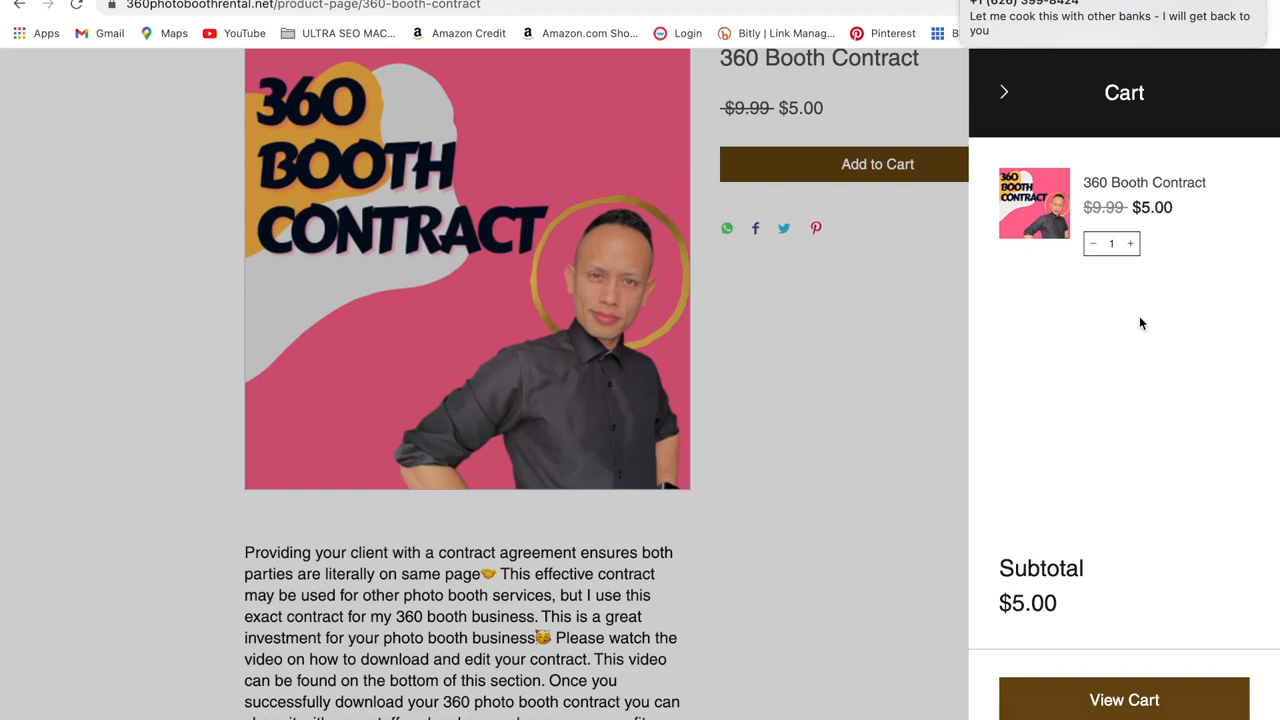 360photoboothrental.net/product-page/360-booth-contract
+1 (626) 399-8424
Let me cook this with other banks - I will get back to
you
Apps Gmail Maps YouTube ULTRA SEO MAC... Amazon Credit Amazon.com Sho... Login Bitly | Link Manag... Pinterest
360 Booth Contract
$9.99 $5.00
Add to Cart
360
BOOTH
CONTRACT
Cart
360
BOOTH
CONTRACT
360 Booth Contract
$9.99 $5.00
− 1 +
Providing your client with a contract agreement ensures both
parties are literally on same page🤝 This effective contract
may be used for other photo booth services, but I use this
exact contract for my 360 booth business. This is a great
investment for your photo booth business🥳 Please watch the
video on how to download and edit your contract. This video
can be found on the bottom of this section. Once you
successfully download your 360 photo booth contract you can
Subtotal
$5.00
View Cart